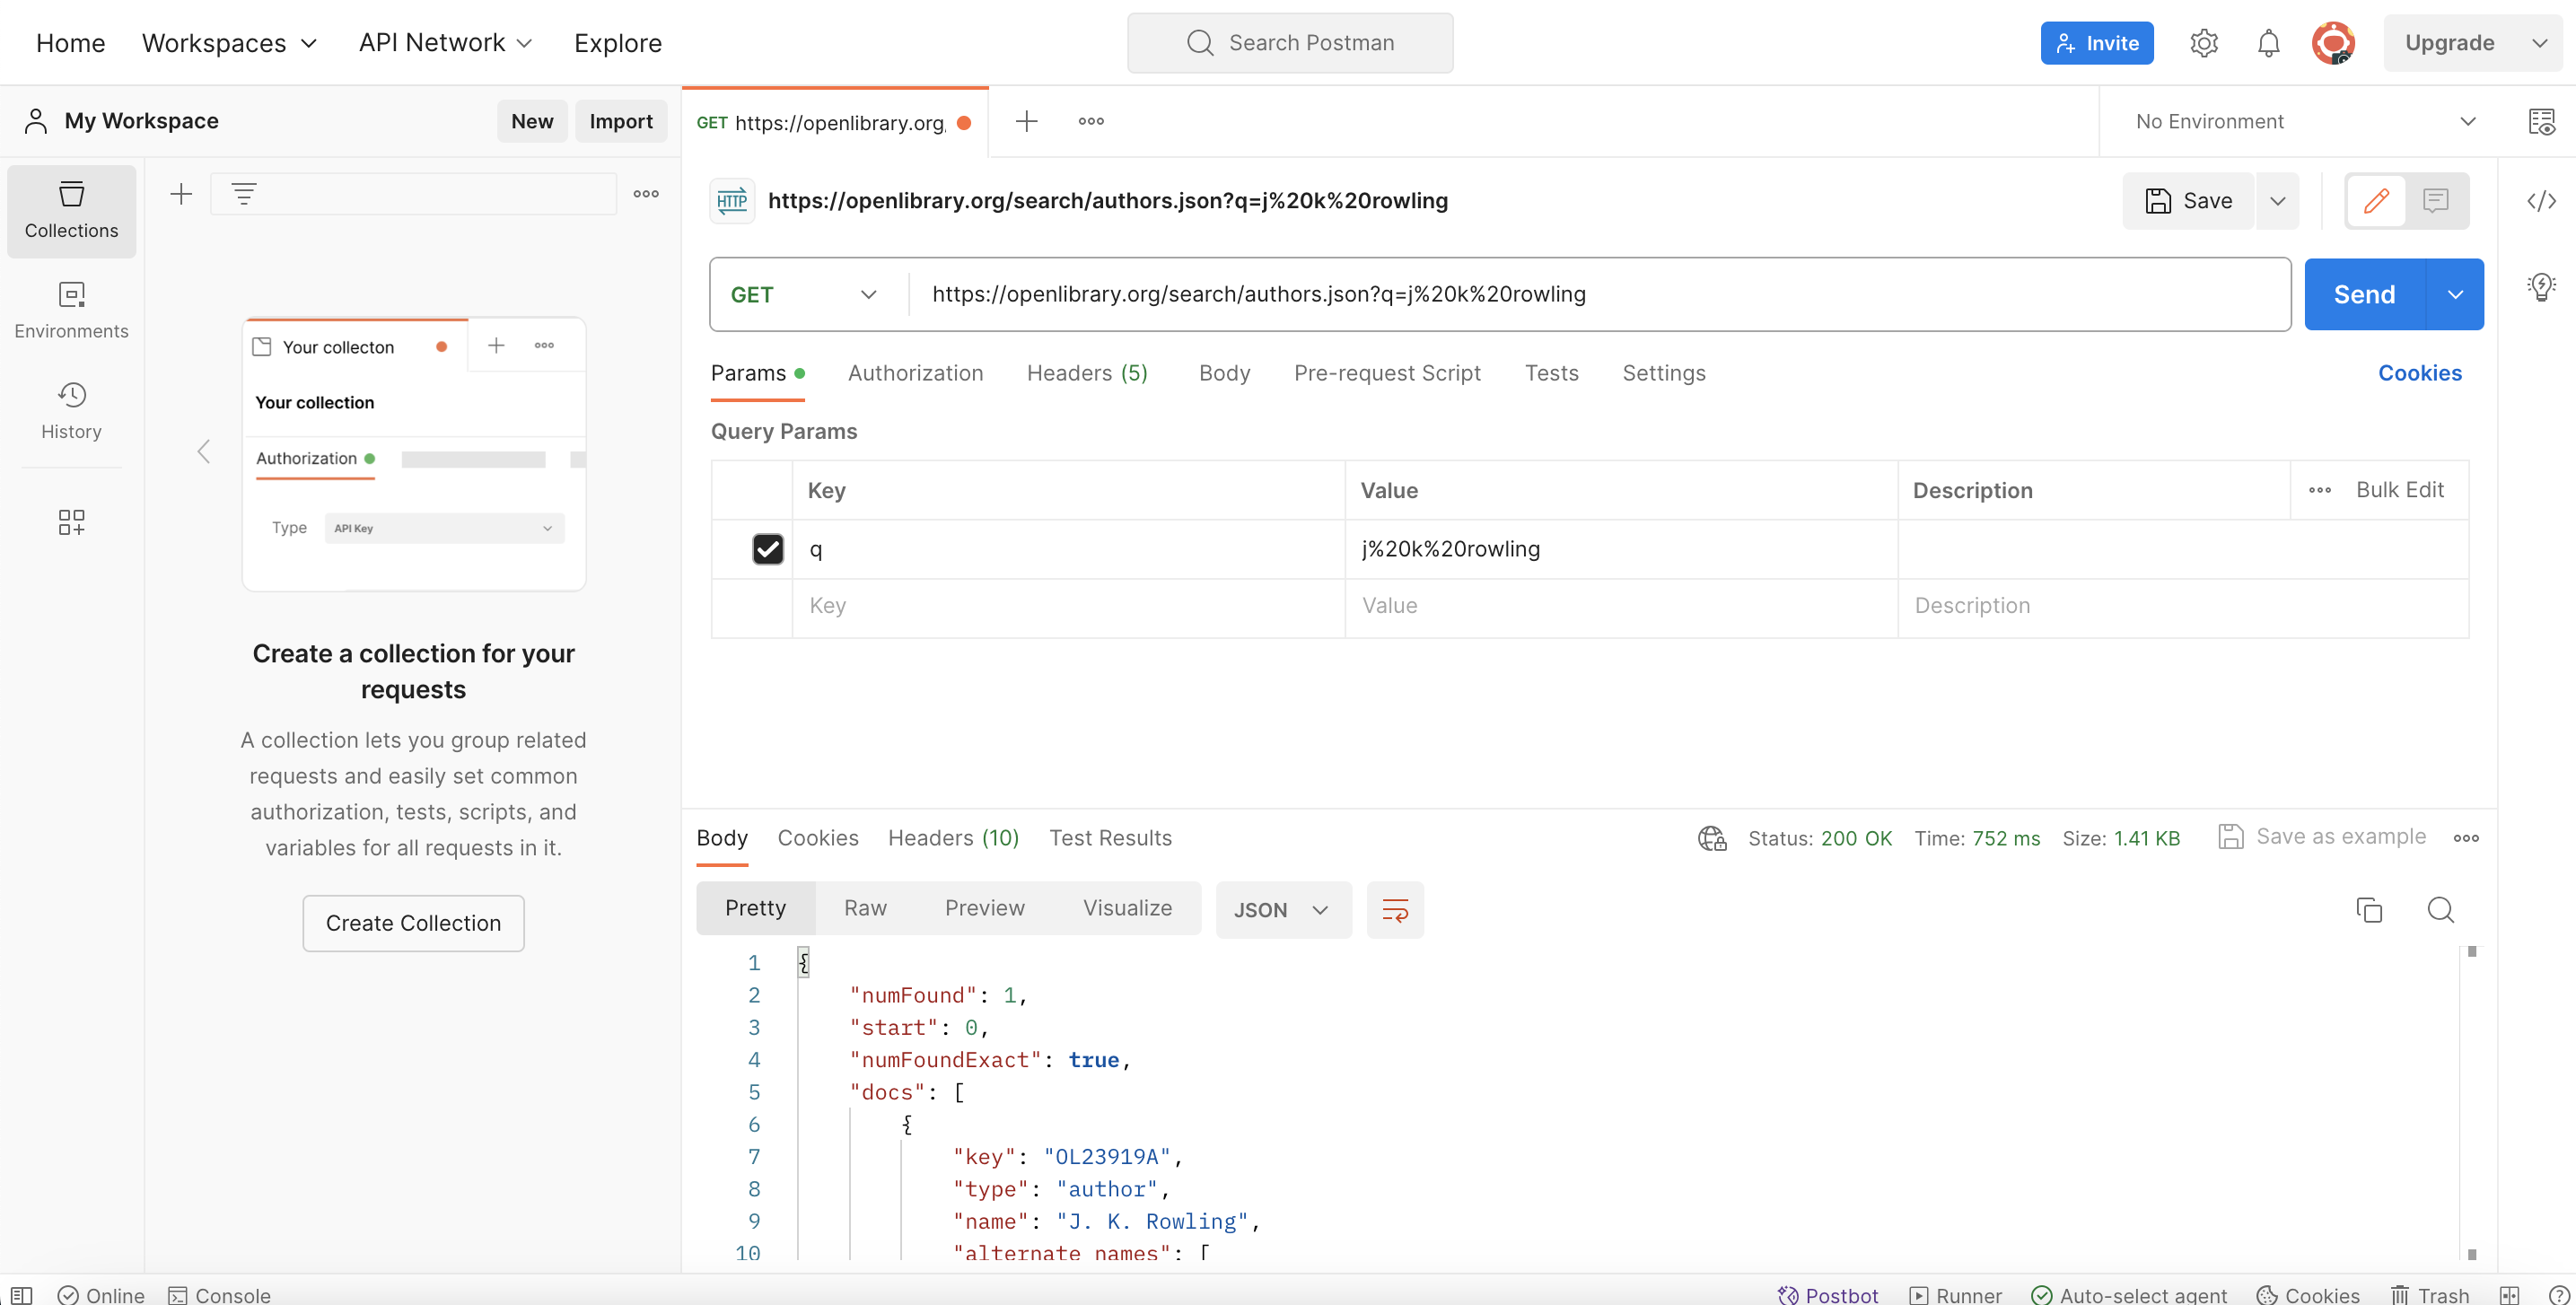 Home Workspaces API Network Explore Search Postman Invite Upgrade
My Workspace New Import GET https://openlibrary.org, No Environment
Collections
Environments
History
Your collecton
Your collection
Authorization
Type API Key
Create a collection for your
requests
A collection lets you group related
requests and easily set common
authorization, tests, scripts, and
variables for all requests in it.
Create Collection
HTTP https://openlibrary.org/search/authors.json?q=j%20k%20rowling Save
GET https://openlibrary.org/search/authors.json?q=j%20k%20rowling Send
Params Authorization Headers (5) Body Pre-request Script Tests Settings Cookies
Query Params
Key Value Description Bulk Edit
q j%20k%20rowling
Key Value Description
Body Cookies Headers (10) Test Results Status: 200 OK Time: 752 ms Size: 1.41 KB Save as example
Pretty Raw Preview Visualize JSON
1 {
2 "numFound": 1,
3 "start": 0,
4 "numFoundExact": true,
5 "docs": [
6 {
7 "key": "OL23919A",
8 "type": "author",
9 "name": "J. K. Rowling",
10 "alternate_names": [
Online Console Postbot Runner Auto-select agent Cookies Trash